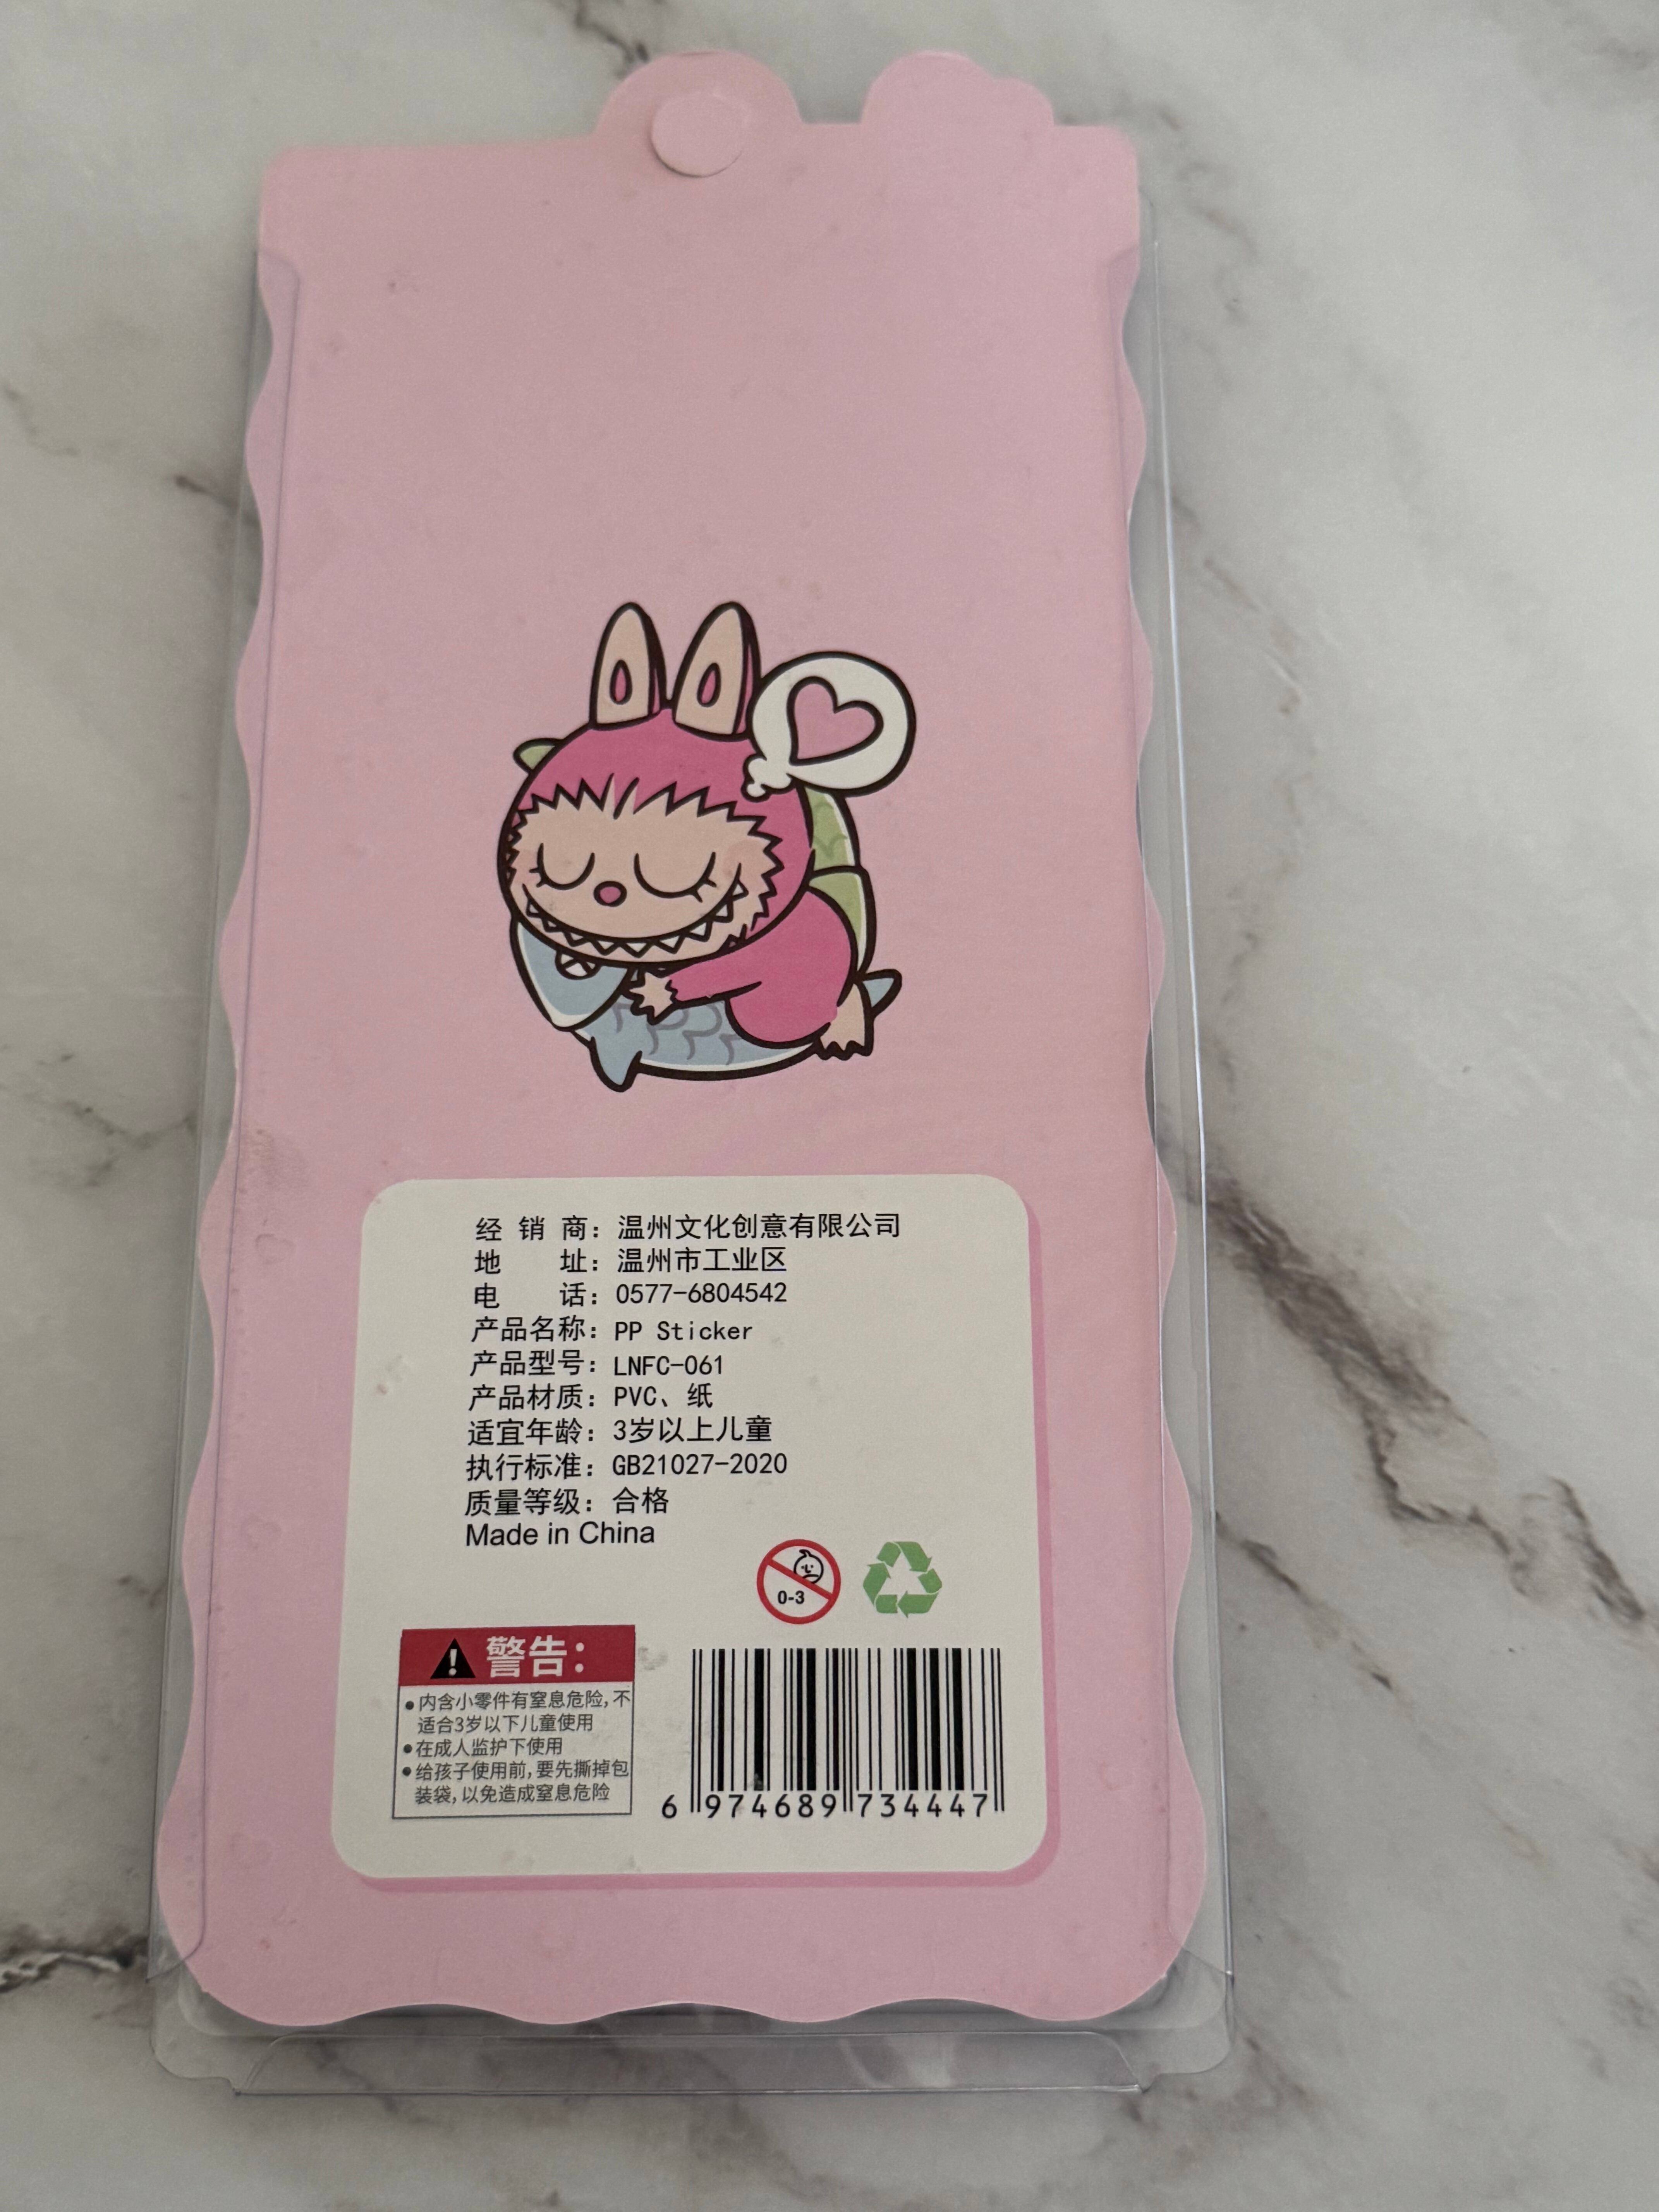 经销商：温州文化创意有限公司
地址：温州市工业区
电话：0577-6804542
产品名称：PP Sticker
产品型号：LNFC-061
产品材质：PVC、纸
适宜年龄：3岁以上儿童
执行标准：GB21027-2020
质量等级：合格
Made in China
0-3
警告：
●内含小零件有窒息危险，不
适合3岁以下儿童使用
●在成人监护下使用
●给孩子使用前，要先撕掉包
装袋，以免造成窒息危险
6 974689 734447